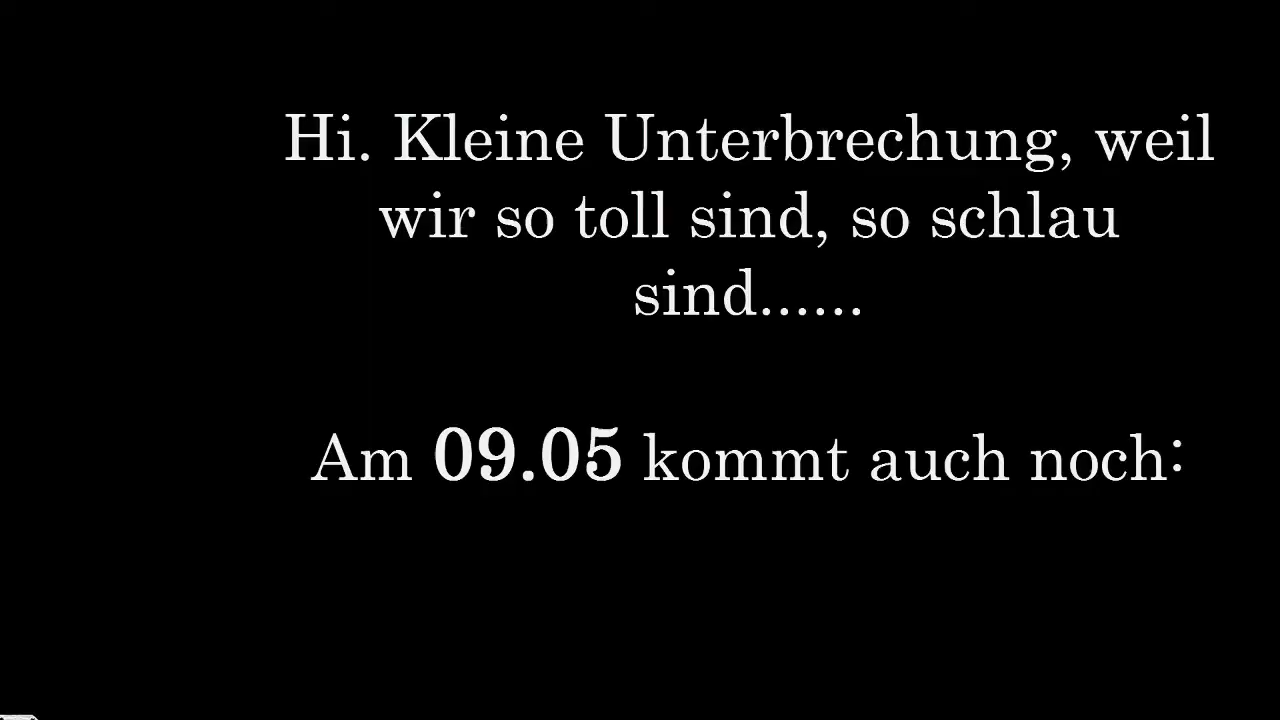 Hi. Kleine Unterbrechung, weil
wir so toll sind, so schlau
sind......
Am 09.05 kommt auch noch: